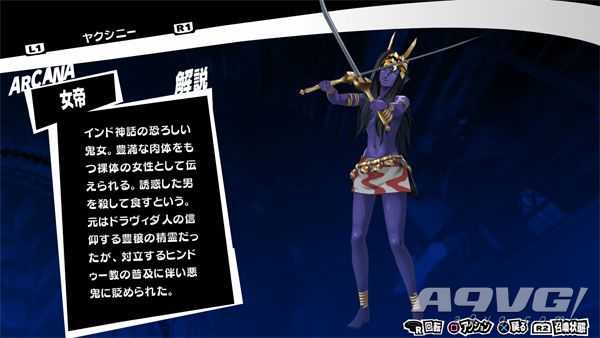 L1 ヤクシニー R1
ARCANA
女帝
解説
インド神話の恐ろしい
鬼女。豊満な肉体をも
つ裸体の女性として伝
えられる。誘惑した男
を殺して食すという。
元はドラヴィダ人の信
仰する豊穣の精霊だっ
たが、対立するヒンド
ゥー教の普及に伴い悪
鬼に貶められた。
A9VG!
a9vg.com
R 回転 アクション 戻る R2 召喚状態